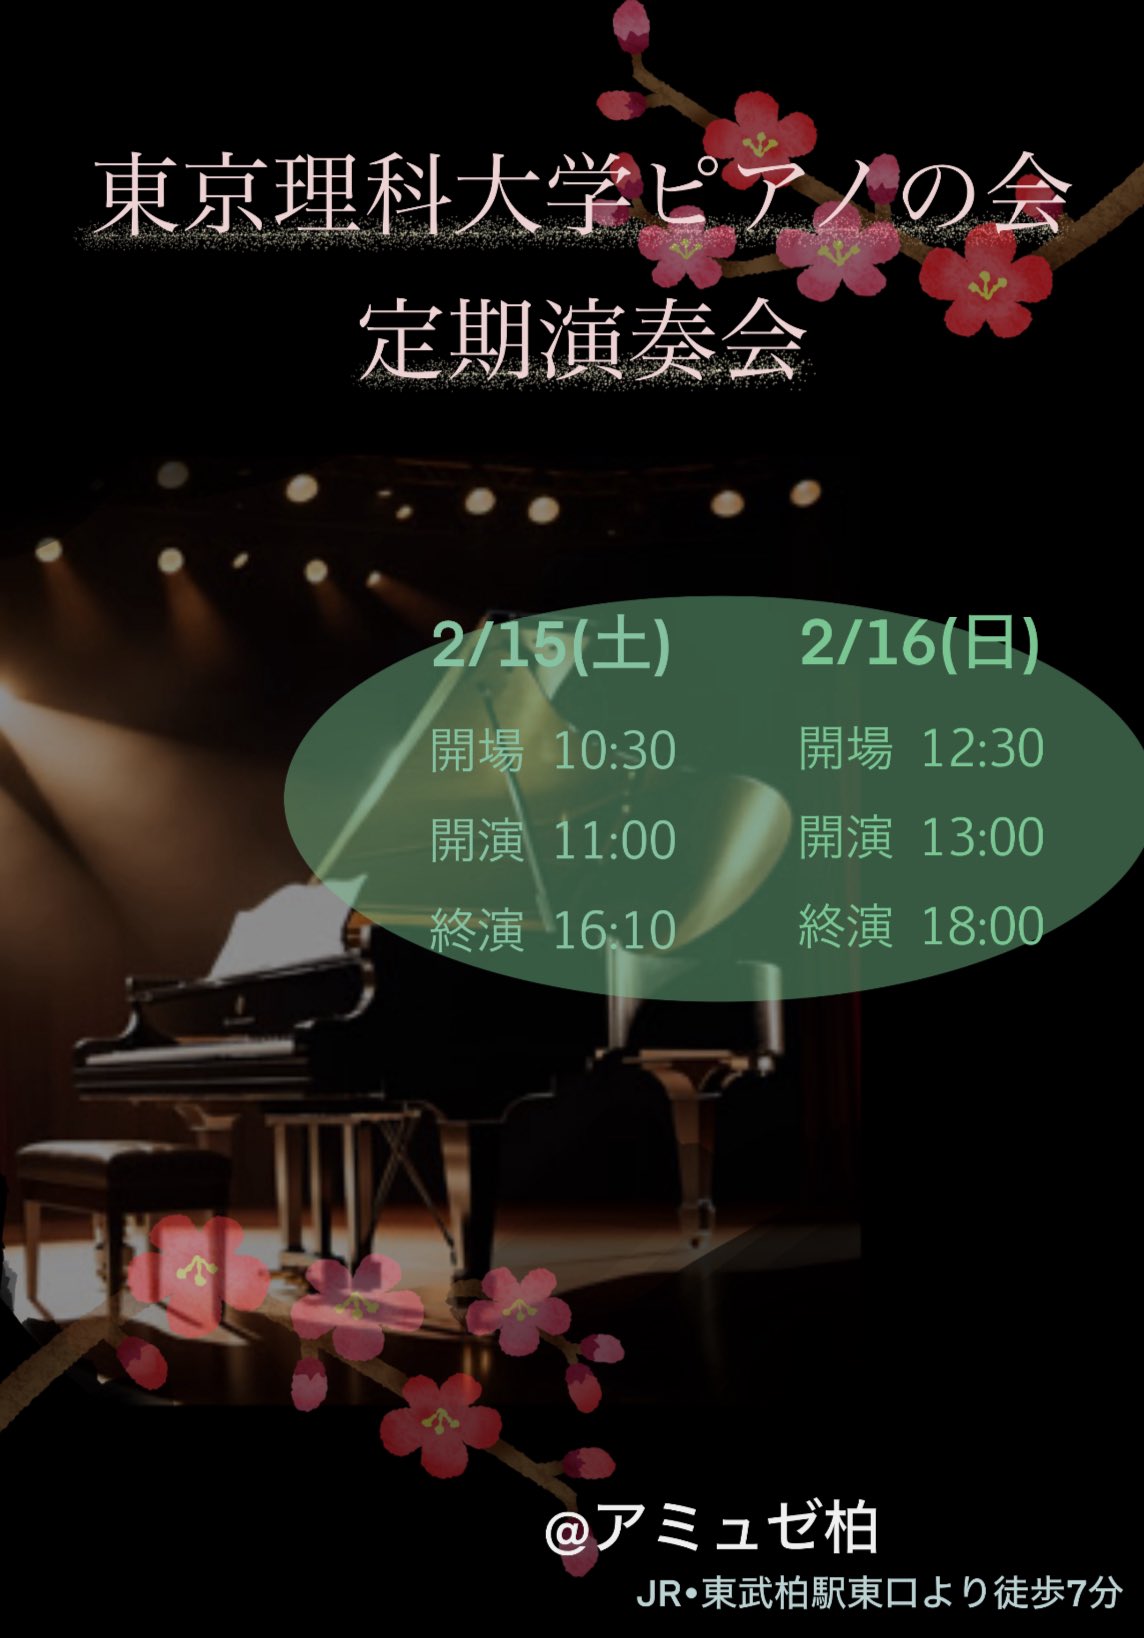 東京理科大学ピアノの会
定期演奏会
2/15(土)
開場 10:30
開演 11:00
終演 16:10
2/16(日)
開場 12:30
開演 13:00
終演 18:00
@アミュゼ柏
JR•東武柏駅東口より徒歩7分